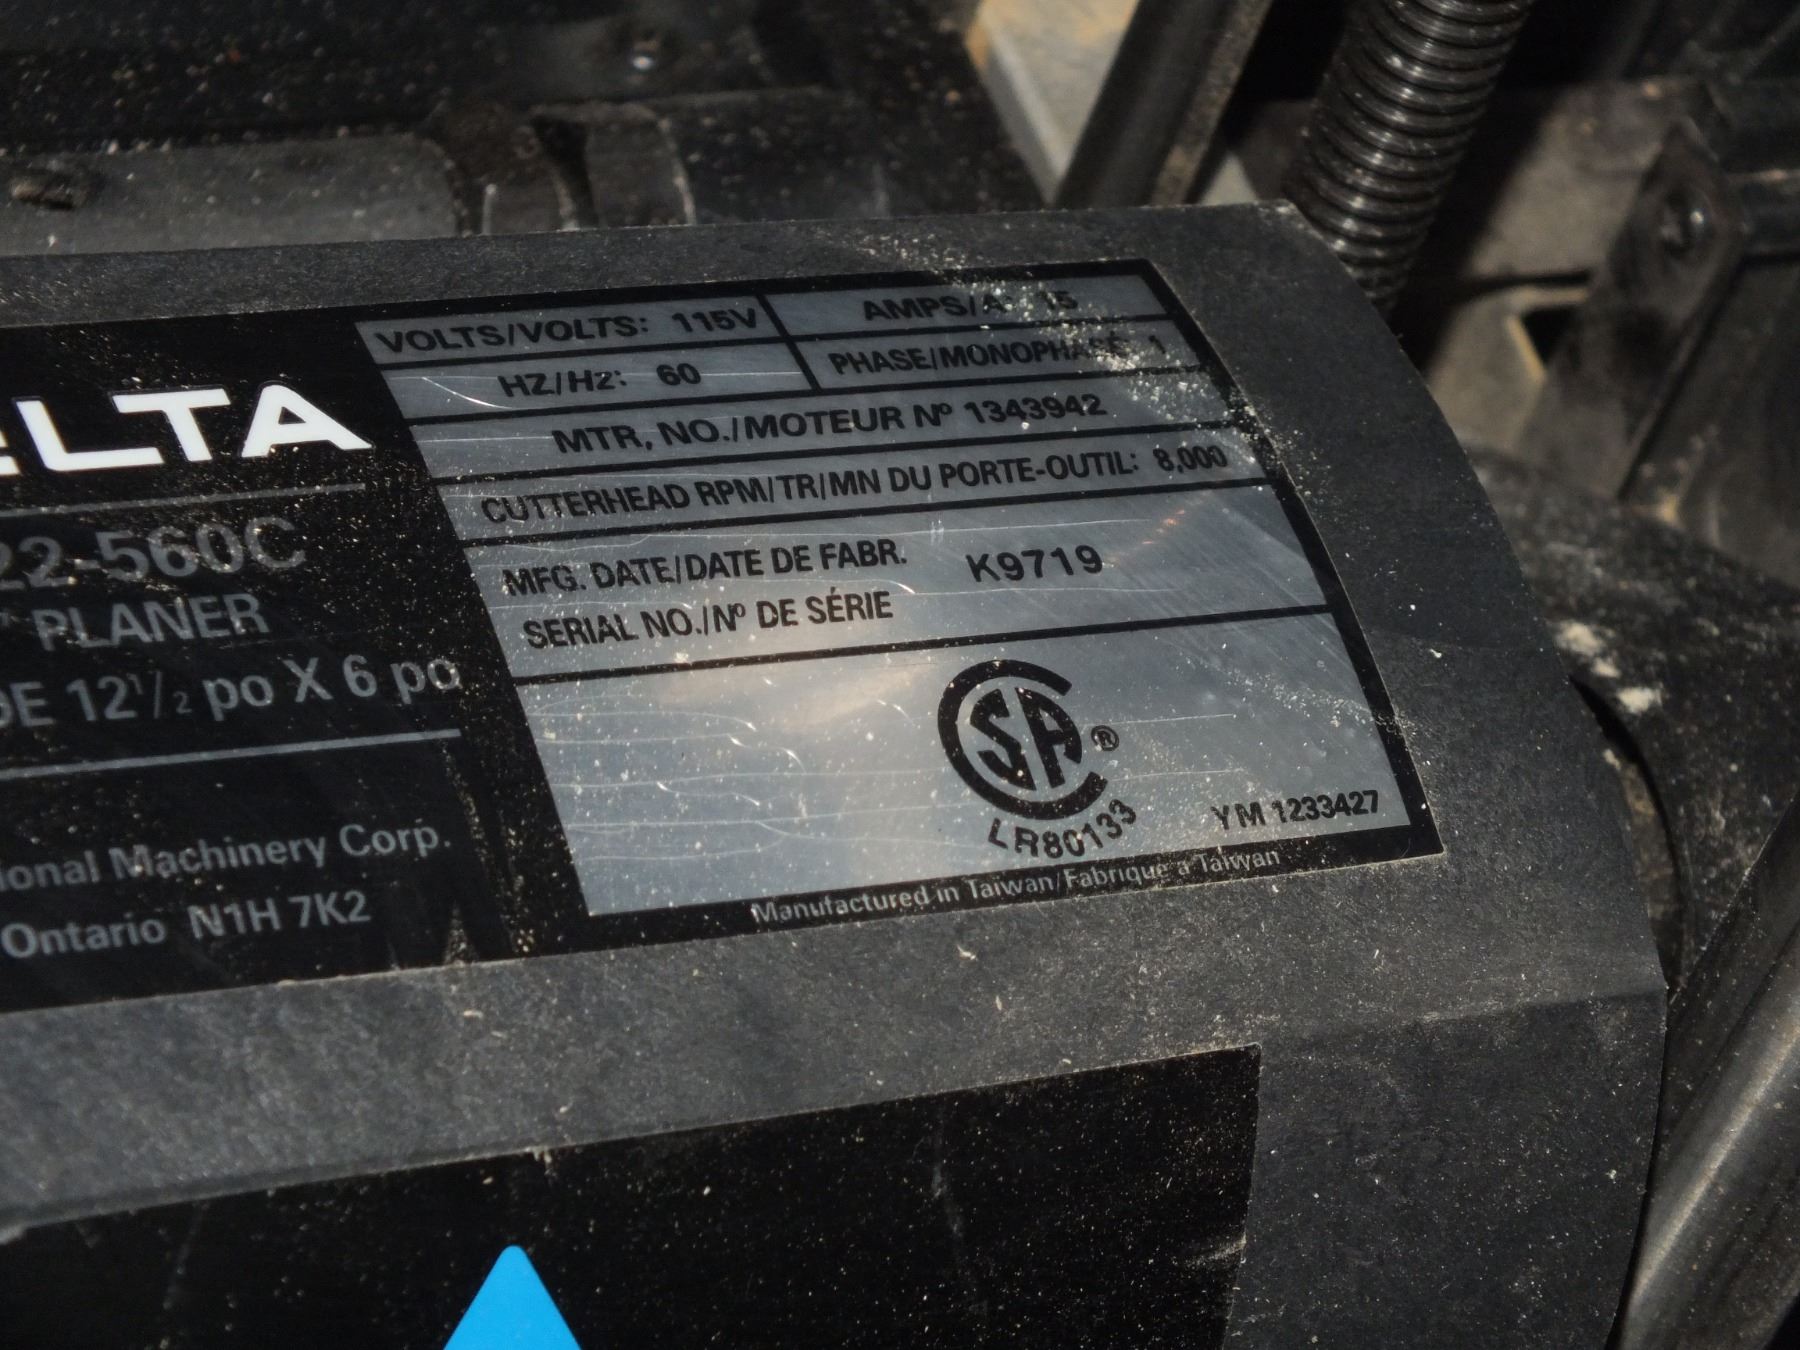 VOLTS/VOLTS: 115V
AMPS/A: 15
HZ/Hz: 60
PHASE/MONOPHASÉ 1
MTR, NO./MOTEUR Nº 1343942
CUTTERHEAD RPM/TR/MN DU PORTE-OUTIL: 8,000
MFG. DATE/DATE DE FABR.
SERIAL NO./Nº DE SÉRIE
K9719
SA®
LR80133
YM 1233427
Manufactured in Taiwan/Fabriqué a Taiwan
ELTA
22-560C
" PLANER
DE 12 1/2 po X 6 po
ional Machinery Corp.
Ontario N1H 7K2